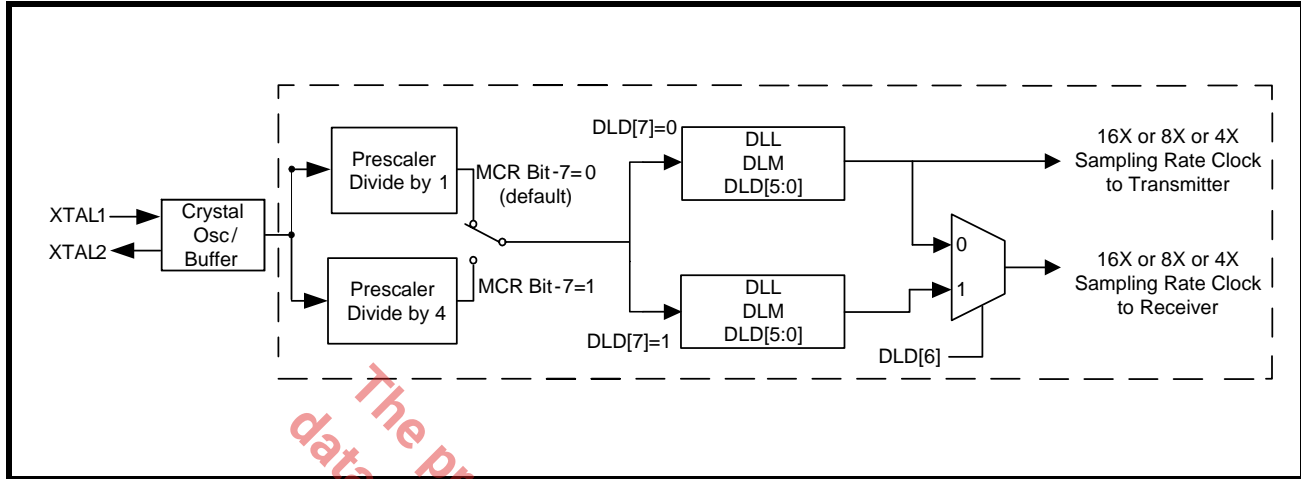 XTAL1
XTAL2
Crystal
Osc/
Buffer
Prescaler
Divide by 1
Prescaler
Divide by 4
MCR Bit-7=0
(default)
MCR Bit-7=1
DLD[7]=0
DLL
DLM
DLD[5:0]
DLD[7]=1
DLL
DLM
DLD[5:0]
0
1
DLD[6]
16X or 8X or 4X
Sampling Rate Clock
to Transmitter
16X or 8X or 4X
Sampling Rate Clock
to Receiver
The
data